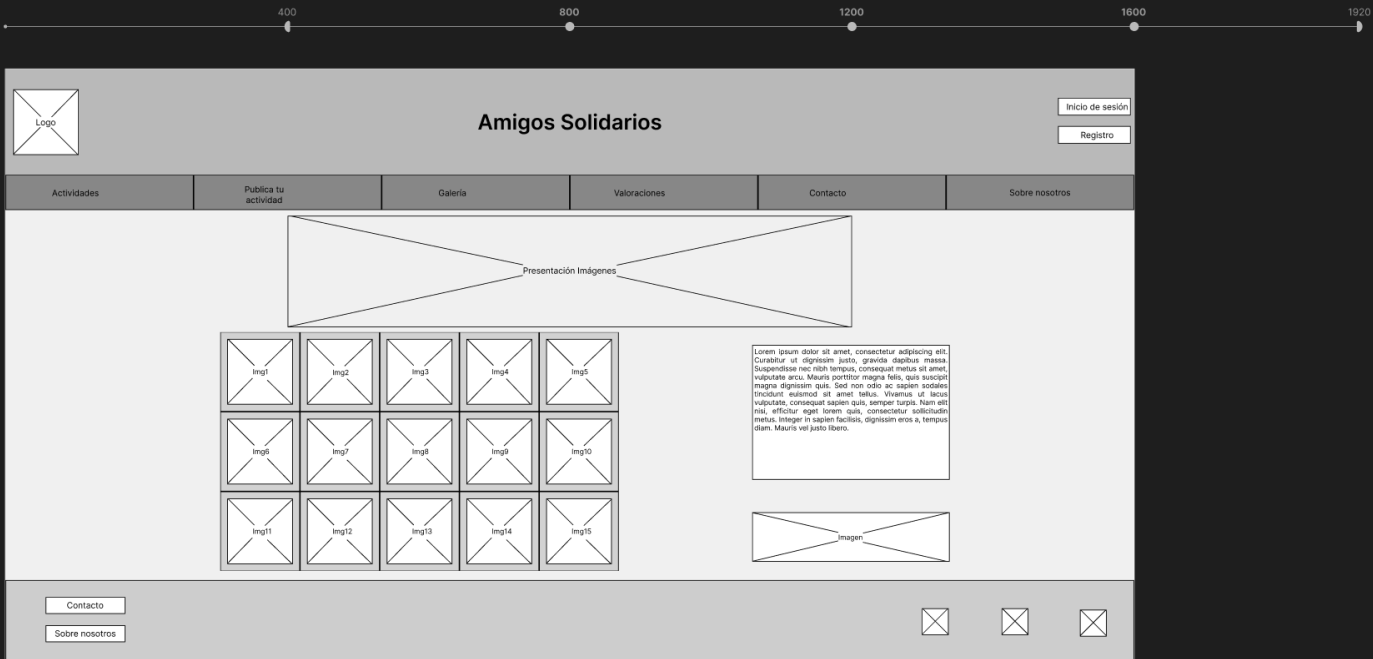 400
800
1200
1600
1920
Logo
Amigos Solidarios
Inicio de sesión
Registro
Actividades
Publica tu
actividad
Galería
Valoraciones
Contacto
Sobre nosotros
Presentación Imágenes
Img1
Img2
Img3
Img4
Img5
Img6
Img7
Img8
Img9
Img10
Img11
Img12
Img13
Img14
Img15
Lorem ipsum dolor sit amet, consectetur adipiscing elit.
Curabitur ut dignissim justo, gravida dapibus massa.
Suspendisse nec nibh tempus, consequat metus sit amet,
vulputate arcu. Mauris porttitor magna felis, quis suscipit
magna dignissim quis. Sed non odio ac sapien sodales
tincidunt euismod sit amet tellus. Vivamus ut lacus
vulputate, consequat sapien quis, semper turpis. Nam elit
nisi, efficitur eget lorem quis, consectetur sollicitudin
metus. Integer in sapien facilisis, dignissim eros a, tempus
diam. Mauris vel justo libero.
Imagen
Contacto
Sobre nosotros